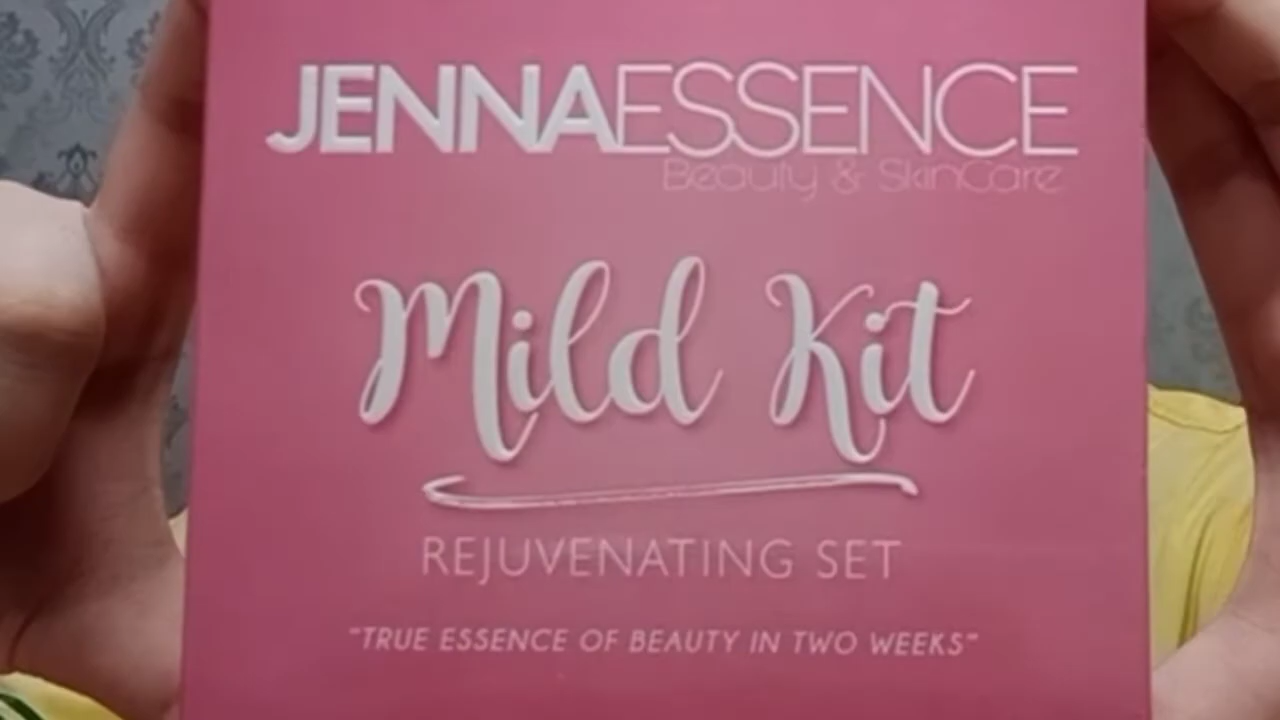 JENNAESSENCE
Beauty & SkinCare
Mild Kit
REJUVENATING SET
"TRUE ESSENCE OF BEAUTY IN TWO WEEKS"